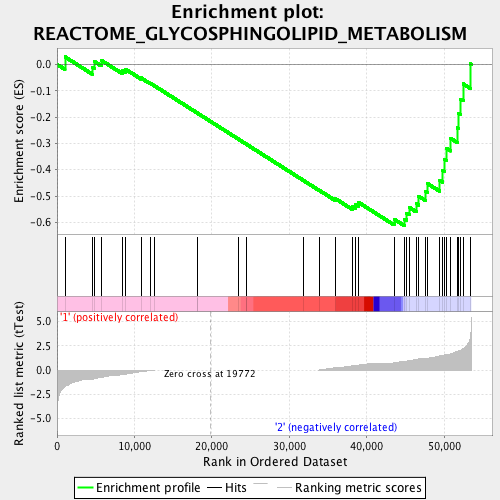 Enrichment plot:
REACTOME_GLYCOSPHINGOLIPID_METABOLISM
Enrichment score (ES)
0.0
-0.1
-0.2
-0.3
-0.4
-0.5
-0.6
'1' (positively correlated)
Ranked list metric (tTest)
5.0
2.5
0.0
-2.5
-5.0
Zero cross at 19772
'2' (negatively correlated)
0
10,000
20,000
30,000
40,000
50,000
Rank in Ordered Dataset
Enrichment profile
Hits
Ranking metric scores